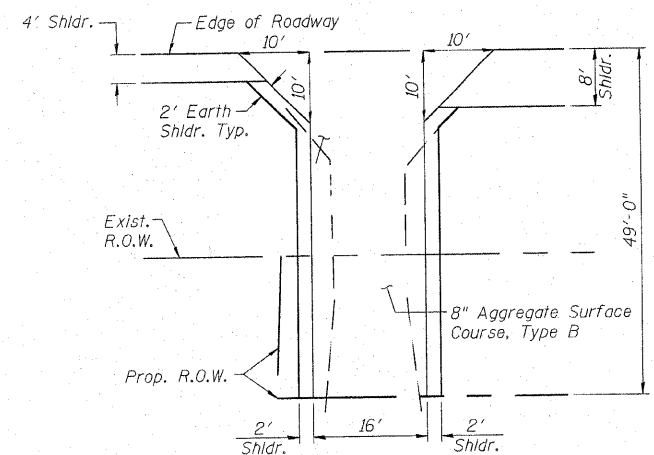 4' Shldr.
Edge of Roadway
10'
10'
10'
10'
8'
Shldr.
2' Earth
Shldr. Typ.
Exist.
R.O.W.
49'-0"
8" Aggregate Surface
Course, Type B
Prop. R.O.W.
2'
Shldr.
16'
2'
Shldr.